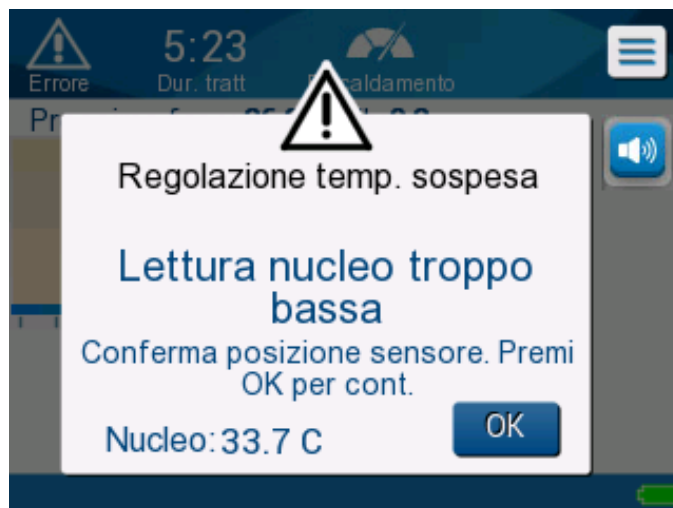 5:23
Errore
Dur. tratt
Regolazione temp. sospesa
Lettura nucleo troppo
bassa
Conferma posizione sensore. Premi
OK per cont.
Nucleo: 33.7 C
OK